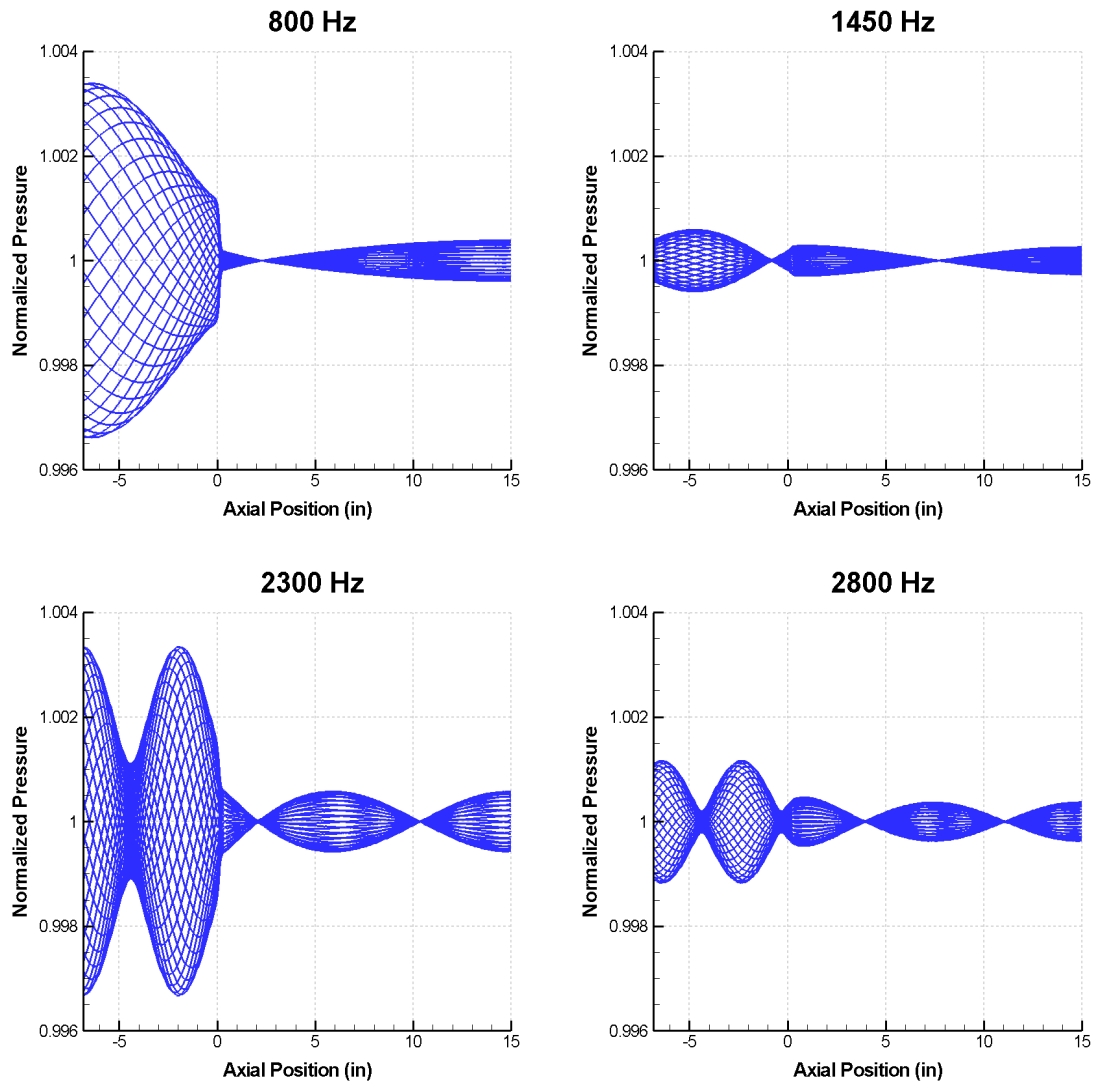 800 Hz
1.004
1.002
1
0.998
0.996
Normalized Pressure
-5 0 5 10 15
Axial Position (in)
1450 Hz
1.004
1.002
1
0.998
0.996
Normalized Pressure
-5 0 5 10 15
Axial Position (in)
2300 Hz
1.004
1.002
1
0.998
0.996
Normalized Pressure
-5 0 5 10 15
Axial Position (in)
2800 Hz
1.004
1.002
1
0.998
0.996
Normalized Pressure
-5 0 5 10 15
Axial Position (in)